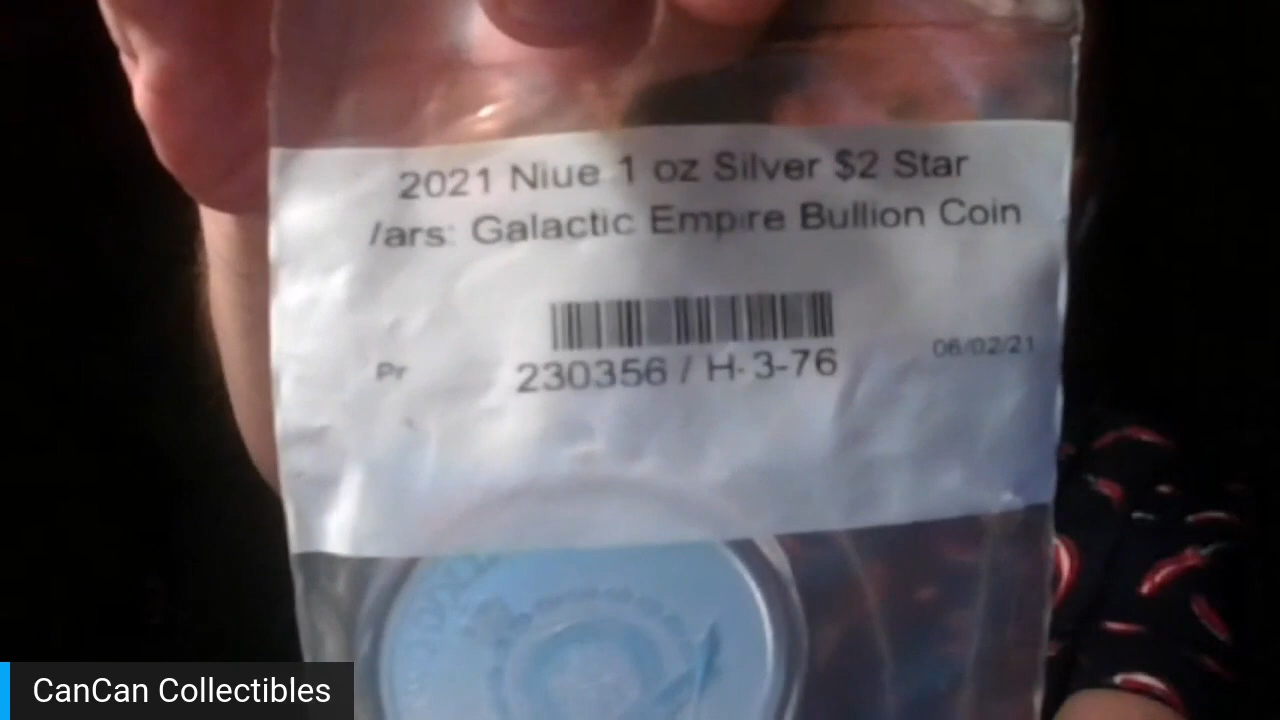 2021 Niue 1 oz Silver $2 Star
/ars: Galactic Empire Bullion Coin
Pr
230356 / H-3-76
06/02/21
CanCan Collectibles